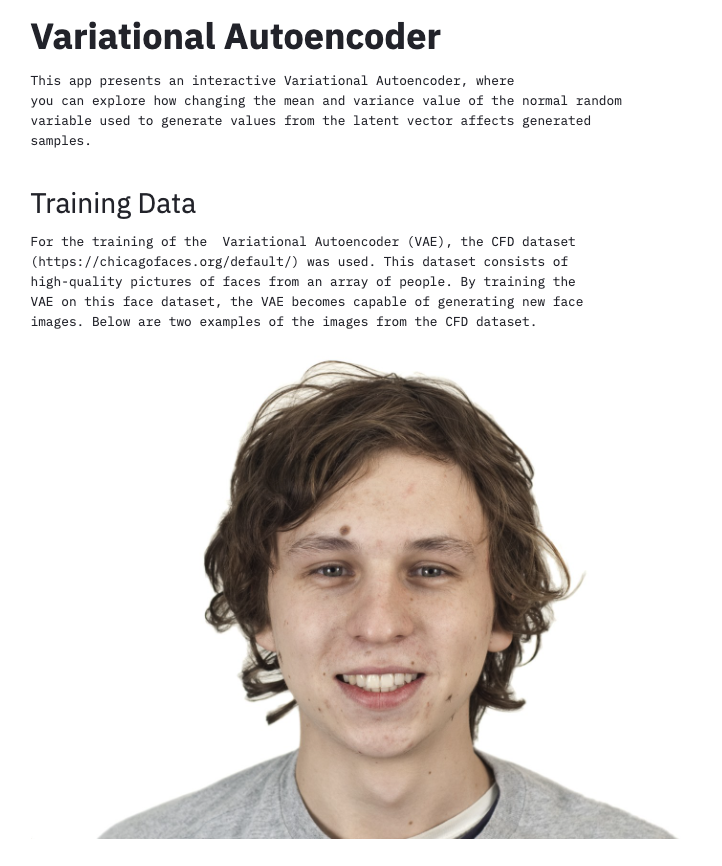 Variational Autoencoder
This app presents an interactive Variational Autoencoder, where
you can explore how changing the mean and variance value of the normal random
variable used to generate values from the latent vector affects generated
samples.
Training Data
For the training of the  Variational Autoencoder (VAE), the CFD dataset
(https://chicagofaces.org/default/) was used. This dataset consists of
high-quality pictures of faces from an array of people. By training the
VAE on this face dataset, the VAE becomes capable of generating new face
images. Below are two examples of the images from the CFD dataset.